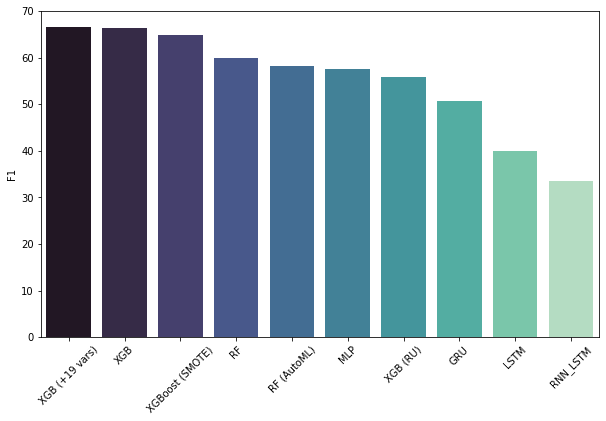 70
60
50
40
30
20
10
0
F1
XGB (+19 vars)
XGB
XGBoost (SMOTE)
RF
RF (AutoML)
MLP
XGB (RU)
GRU
LSTM
RNN_LSTM